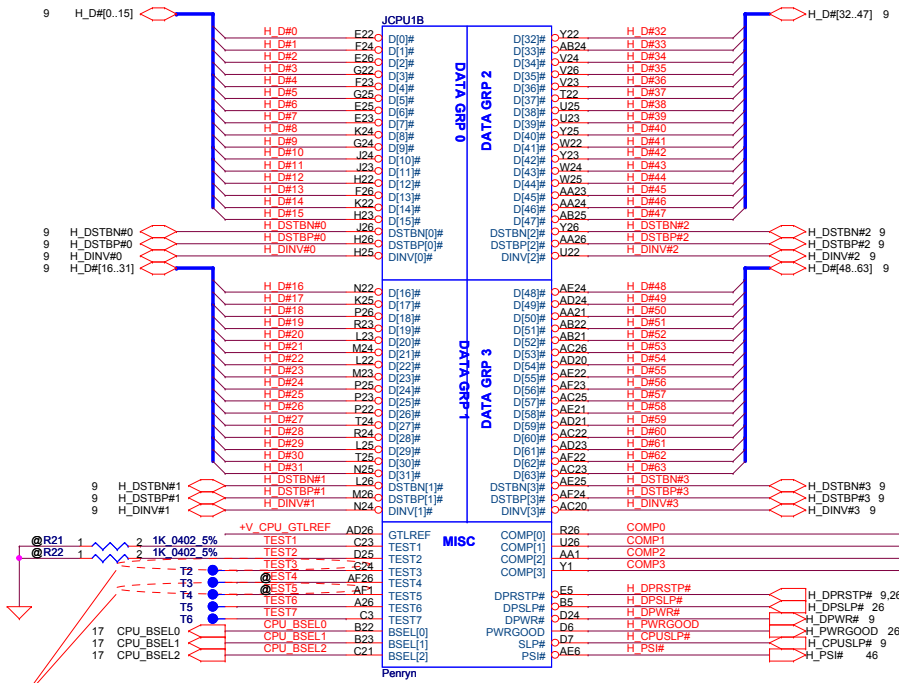 JCPU1B
9 H_D#[0..15] H_D#[32..47] 9
H_D#0 E22 D[0]# D[32]# Y22 H_D#32
H_D#1 F24 D[1]# D[33]# AB24 H_D#33
H_D#2 E26 D[2]# D[34]# V24 H_D#34
H_D#3 G22 D[3]# D[35]# V26 H_D#35
H_D#4 F23 D[4]# D[36]# V23 H_D#36
H_D#5 G25 D[5]# D[37]# T22 H_D#37
H_D#6 E25 D[6]# D[38]# U25 H_D#38
H_D#7 E23 D[7]# D[39]# U23 H_D#39
H_D#8 K24 D[8]# D[40]# Y25 H_D#40
H_D#9 G24 D[9]# D[41]# W22 H_D#41
H_D#10 J24 D[10]# D[42]# Y23 H_D#42
H_D#11 J23 D[11]# D[43]# W24 H_D#43
H_D#12 H22 D[12]# D[44]# W25 H_D#44
H_D#13 F26 D[13]# D[45]# AA23 H_D#45
H_D#14 K22 D[14]# D[46]# AA24 H_D#46
H_D#15 H23 D[15]# D[47]# AB25 H_D#47
9 H_DSTBN#0 H_DSTBN#0 J26 DSTBN[0]# DSTBN[2]# Y26 H_DSTBN#2 H_DSTBN#2 9
9 H_DSTBP#0 H_DSTBP#0 H26 DSTBP[0]# DSTBP[2]# AA26 H_DSTBP#2 H_DSTBP#2 9
9 H_DINV#0 H_DINV#0 H25 DINV[0]# DINV[2]# U22 H_DINV#2 H_DINV#2 9
DATA GRP 0
DATA GRP 2
9 H_D#[16..31] H_D#[48..63] 9
H_D#16 N22 D[16]# D[48]# AE24 H_D#48
H_D#17 K25 D[17]# D[49]# AD24 H_D#49
H_D#18 P26 D[18]# D[50]# AA21 H_D#50
H_D#19 R23 D[19]# D[51]# AB22 H_D#51
H_D#20 L23 D[20]# D[52]# AB21 H_D#52
H_D#21 M24 D[21]# D[53]# AC26 H_D#53
H_D#22 L22 D[22]# D[54]# AD20 H_D#54
H_D#23 M23 D[23]# D[55]# AE22 H_D#55
H_D#24 P25 D[24]# D[56]# AF23 H_D#56
H_D#25 P23 D[25]# D[57]# AC25 H_D#57
H_D#26 P22 D[26]# D[58]# AE21 H_D#58
H_D#27 T24 D[27]# D[59]# AD21 H_D#59
H_D#28 R24 D[28]# D[60]# AC22 H_D#60
H_D#29 L25 D[29]# D[61]# AD23 H_D#61
H_D#30 T25 D[30]# D[62]# AF22 H_D#62
H_D#31 N25 D[31]# D[63]# AC23 H_D#63
9 H_DSTBN#1 H_DSTBN#1 L26 DSTBN[1]# DSTBN[3]# AE25 H_DSTBN#3 H_DSTBN#3 9
9 H_DSTBP#1 H_DSTBP#1 M26 DSTBP[1]# DSTBP[3]# AF24 H_DSTBP#3 H_DSTBP#3 9
9 H_DINV#1 H_DINV#1 N24 DINV[1]# DINV[3]# AC20 H_DINV#3 H_DINV#3 9
DATA GRP 1
DATA GRP 3
MISC
+V_CPU_GTLREF AD26 GTLREF COMP[0] R26 COMP0
@R21 1 2 1K_0402_5% TEST1 C23 TEST1 COMP[1] U26 COMP1
@R22 1 2 1K_0402_5% TEST2 D25 TEST2 COMP[2] AA1 COMP2
T2 TEST3 C24 TEST3 COMP[3] Y1 COMP3
T3 @TEST4 AF26 TEST4
T4 @TEST5 AF1 TEST5 DPRSTP# E5 H_DPRSTP# H_DPRSTP# 9,26
T5 TEST6 A26 TEST6 DPSLP# B5 H_DPSLP# H_DPSLP# 26
T6 TEST7 C3 TEST7 DPWR# D24 H_DPWR# H_DPWR# 9
17 CPU_BSEL0 CPU_BSEL0 B22 BSEL[0] PWRGOOD D6 H_PWRGOOD H_PWRGOOD 26
17 CPU_BSEL1 CPU_BSEL1 B23 BSEL[1] SLP# D7 H_CPUSLP# H_CPUSLP# 9
17 CPU_BSEL2 CPU_BSEL2 C21 BSEL[2] PSI# AE6 H_PSI# H_PSI# 46
Penryn